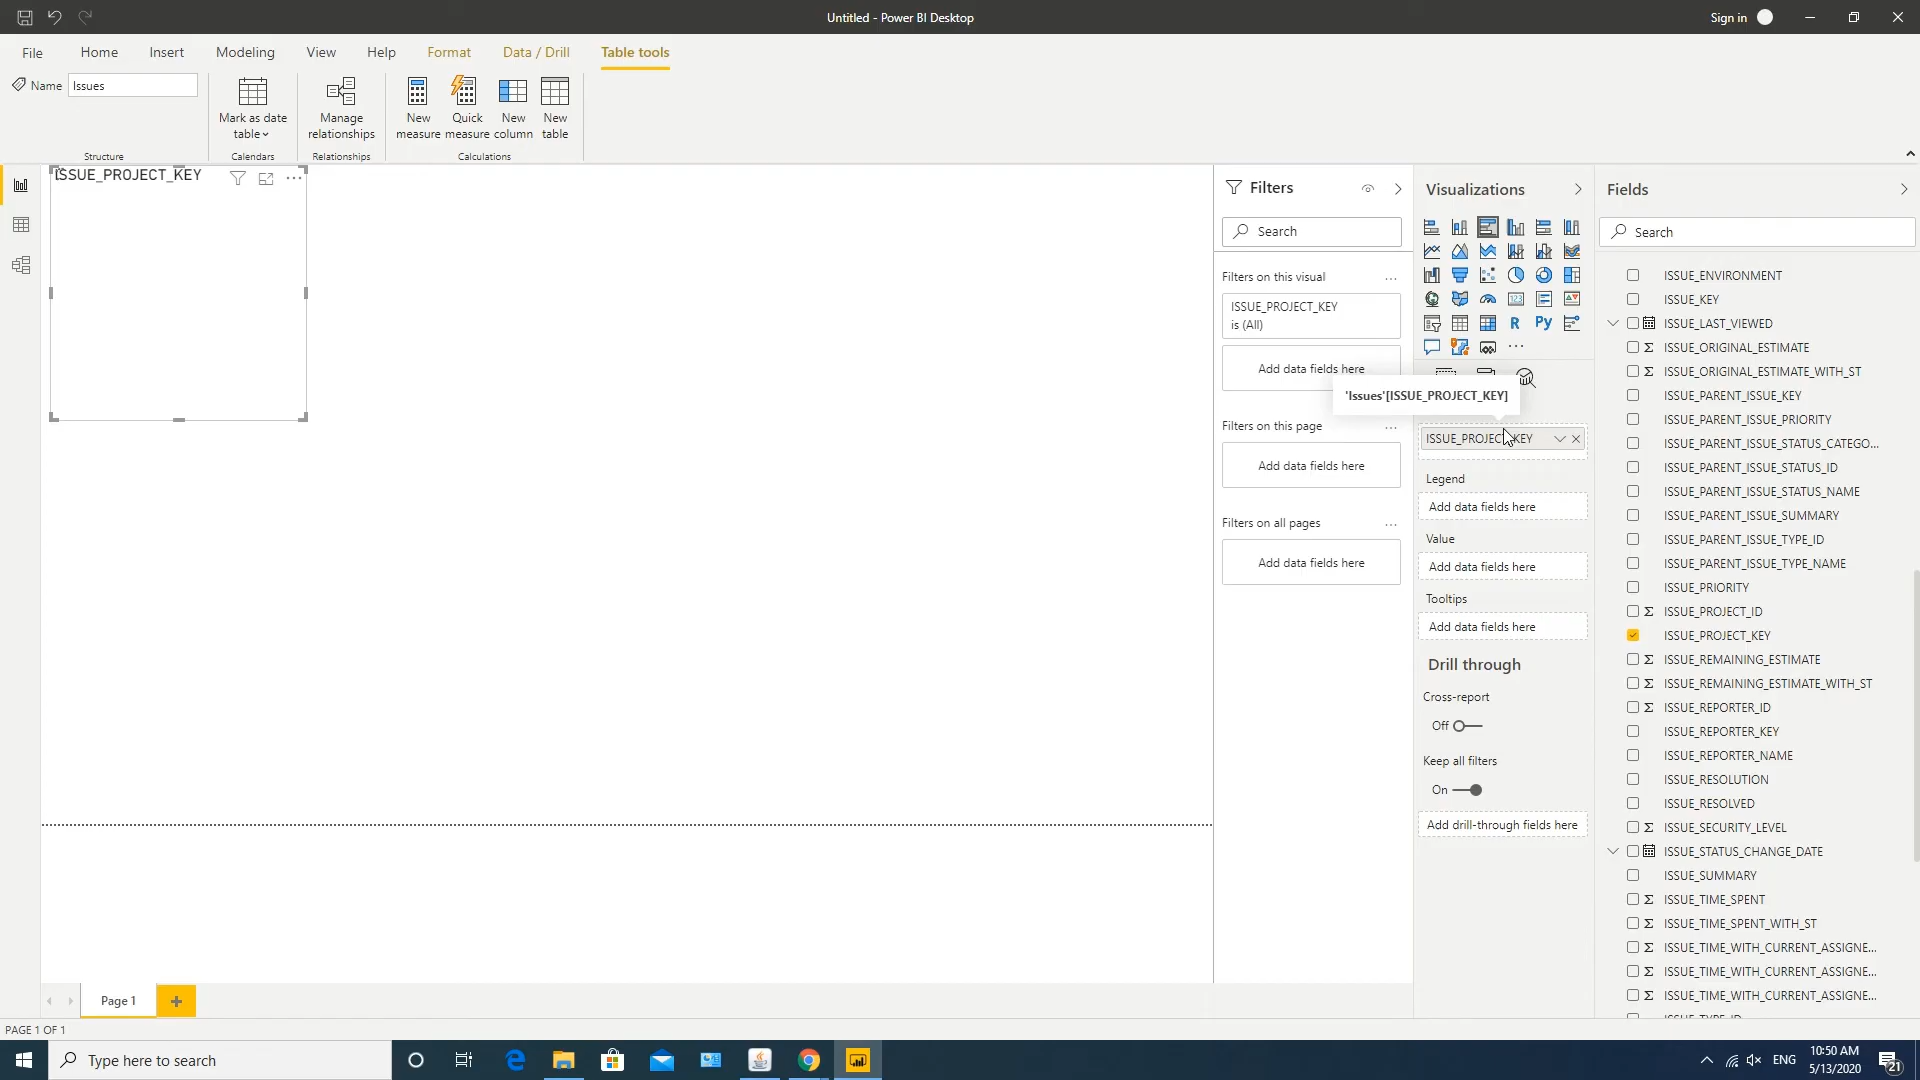 Untitled - Power BI Desktop
Sign in
File
Home
Insert
Modeling
View
Help
Format
Data / Drill
Table tools
Name
Issues
Mark as date
table
Manage
relationships
New
measure
Quick
measure
New
column
New
table
Structure
Calendars
Relationships
Calculations
ISSUE_PROJECT_KEY
Filters
Search
Filters on this visual
ISSUE_PROJECT_KEY
is (All)
Add data fields here
Filters on this page
Add data fields here
Filters on all pages
Add data fields here
Visualizations
123
R
Py
'Issues'[ISSUE_PROJECT_KEY]
ISSUE_PROJECT_KEY
Legend
Add data fields here
Value
Add data fields here
Tooltips
Add data fields here
Drill through
Cross-report
Off
Keep all filters
On
Add drill-through fields here
Fields
Search
ISSUE_ENVIRONMENT
ISSUE_KEY
ISSUE_LAST_VIEWED
Σ ISSUE_ORIGINAL_ESTIMATE
Σ ISSUE_ORIGINAL_ESTIMATE_WITH_ST
ISSUE_PARENT_ISSUE_KEY
ISSUE_PARENT_ISSUE_PRIORITY
ISSUE_PARENT_ISSUE_STATUS_CATEGO...
ISSUE_PARENT_ISSUE_STATUS_ID
ISSUE_PARENT_ISSUE_STATUS_NAME
ISSUE_PARENT_ISSUE_SUMMARY
ISSUE_PARENT_ISSUE_TYPE_ID
ISSUE_PARENT_ISSUE_TYPE_NAME
ISSUE_PRIORITY
Σ ISSUE_PROJECT_ID
ISSUE_PROJECT_KEY
Σ ISSUE_REMAINING_ESTIMATE
Σ ISSUE_REMAINING_ESTIMATE_WITH_ST
Σ ISSUE_REPORTER_ID
ISSUE_REPORTER_KEY
ISSUE_REPORTER_NAME
ISSUE_RESOLUTION
ISSUE_RESOLVED
Σ ISSUE_SECURITY_LEVEL
ISSUE_STATUS_CHANGE_DATE
ISSUE_SUMMARY
Σ ISSUE_TIME_SPENT
Σ ISSUE_TIME_SPENT_WITH_ST
Σ ISSUE_TIME_WITH_CURRENT_ASSIGNE...
Σ ISSUE_TIME_WITH_CURRENT_ASSIGNE...
Σ ISSUE_TIME_WITH_CURRENT_ASSIGNE...
Page 1
PAGE 1 OF 1
Type here to search
ENG
10:50 AM
5/13/2020
21